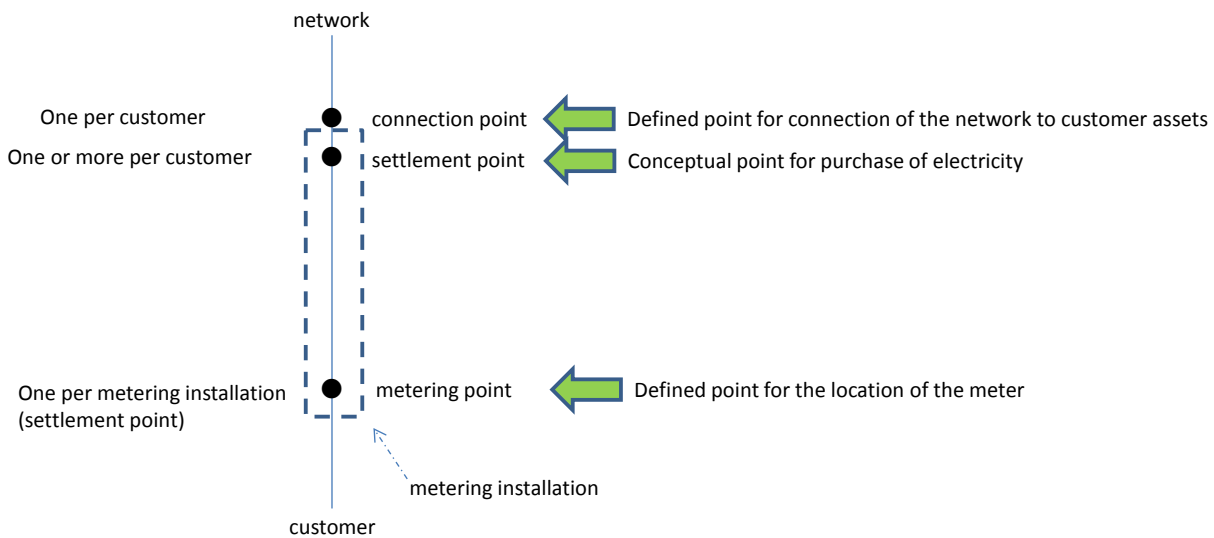 network
One per customer
connection point
Defined point for connection of the network to customer assets
One or more per customer
settlement point
Conceptual point for purchase of electricity
One per metering installation
(settlement point)
metering point
Defined point for the location of the meter
metering installation
customer